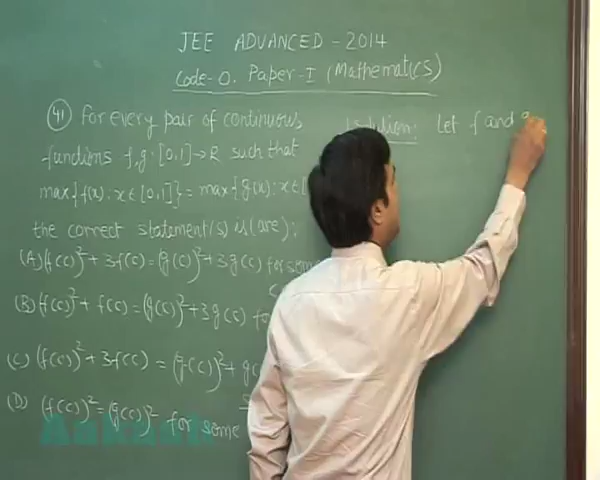 JEE ADVANCED - 2014
Code-0. Paper-I (Mathematics)
(41) For every pair of continuous
functions f,g:[0,1]→R such that
max{f(x):x∈[0,1]}=max{g(x):x∈[
the correct statement(s) is(are):
(A)(f(c))²+3f(c)=(g(c))²+3g(c) for some
(B)(f(c))²+f(c)=(g(c))²+3g(c)
(C)(f(c))²+3f(c)=(g(c))²+g(c)
(D)(f(c))²=(g(c))² for some
Solution: Let f and g
Aakash